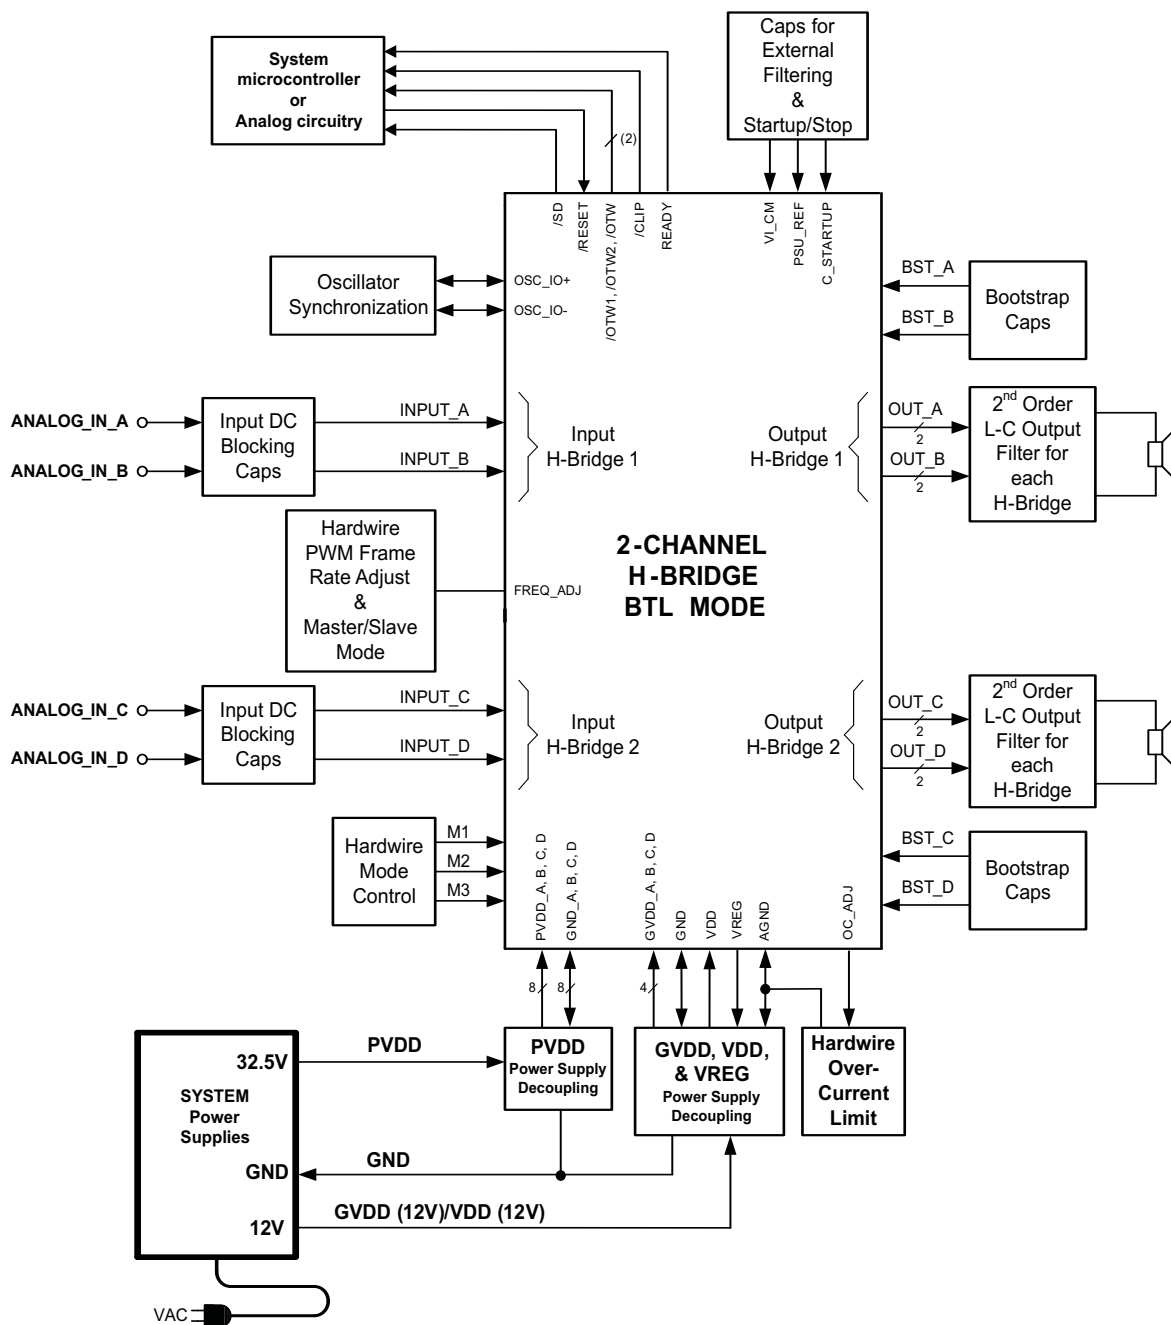 System
microcontroller
or
Analog circuitry
Caps for
External
Filtering
&
Startup/Stop
(2)
/SD
/RESET
/OTW1, /OTW2, /OTW
/CLIP
READY
VI_CM
PSU_REF
C_STARTUP
Oscillator
Synchronization
OSC_IO+
OSC_IO-
BST_A
BST_B
Bootstrap
Caps
ANALOG_IN_A
ANALOG_IN_B
Input DC
Blocking
Caps
INPUT_A
INPUT_B
Input
H-Bridge 1
Output
H-Bridge 1
OUT_A
2
OUT_B
2
2nd Order
L-C Output
Filter for
each
H-Bridge
Hardwire
PWM Frame
Rate Adjust
&
Master/Slave
Mode
FREQ_ADJ
2-CHANNEL
H-BRIDGE
BTL MODE
ANALOG_IN_C
ANALOG_IN_D
Input DC
Blocking
Caps
INPUT_C
INPUT_D
Input
H-Bridge 2
Output
H-Bridge 2
OUT_C
2
OUT_D
2
2nd Order
L-C Output
Filter for
each
H-Bridge
Hardwire
Mode
Control
M1
M2
M3
PVDD_A, B, C, D
GND_A, B, C, D
GVDD_A, B, C, D
GND
VDD
VREG
AGND
OC_ADJ
BST_C
BST_D
Bootstrap
Caps
8
8
4
PVDD
Power Supply
Decoupling
GVDD, VDD,
& VREG
Power Supply
Decoupling
Hardwire
Over-
Current
Limit
32.5V
SYSTEM
Power
Supplies
GND
12V
PVDD
GND
GVDD (12V)/VDD (12V)
VAC